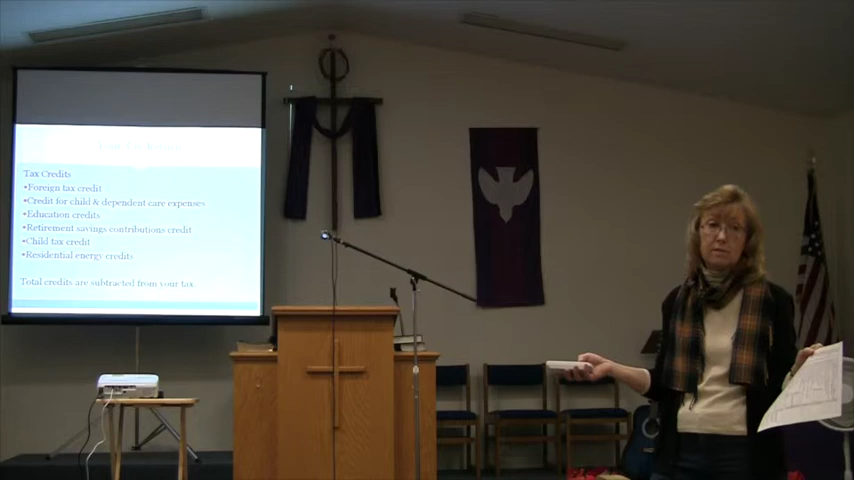 Tax Credits
•Foreign tax credit
•Credit for child & dependent care expenses
•Education credits
•Retirement savings contributions credit
•Child tax credit
•Residential energy credits
Total credits are subtracted from your tax.